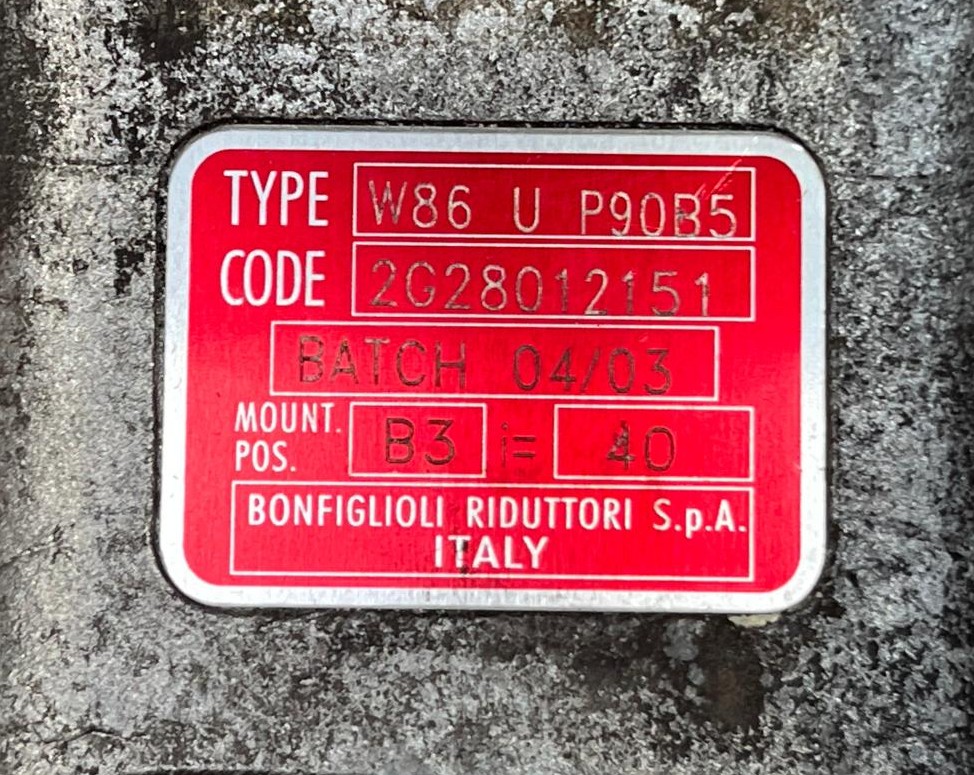 TYPE W86 U P90B5
CODE 2G28012151
BATCH 04/03
MOUNT. POS. B3 i= 40
BONFIGLIOLI RIDUTTORI S.p.A.
ITALY